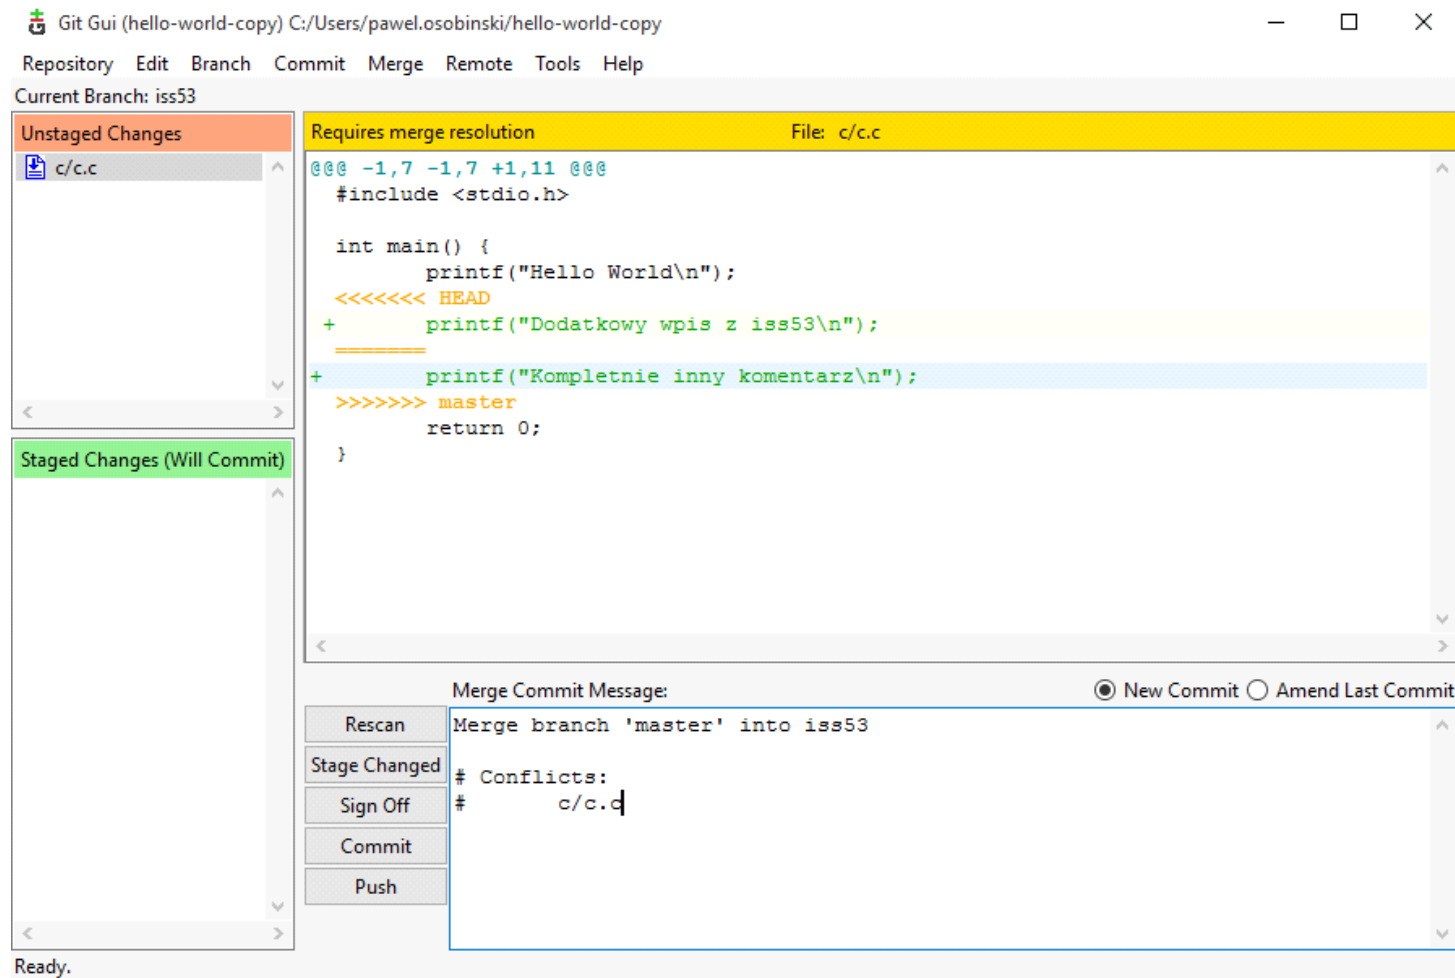 Git Gui (hello-world-copy) C:/Users/pawel.osobinski/hello-world-copy
Repository Edit Branch Commit Merge Remote Tools Help
Current Branch: iss53
Unstaged Changes
c/c.c
Requires merge resolution File: c/c.c
@@@ -1,7 -1,7 +1,11 @@@
#include <stdio.h>
int main() {
printf("Hello World\n");
<<<<<<< HEAD
+ printf("Dodatkowy wpis z iss53\n");
=======
+ printf("Kompletnie inny komentarz\n");
>>>>>>> master
return 0;
}
Staged Changes (Will Commit)
Merge Commit Message: New Commit Amend Last Commit
Rescan
Stage Changed
Sign Off
Commit
Push
Merge branch 'master' into iss53
# Conflicts:
# c/c.c
Ready.